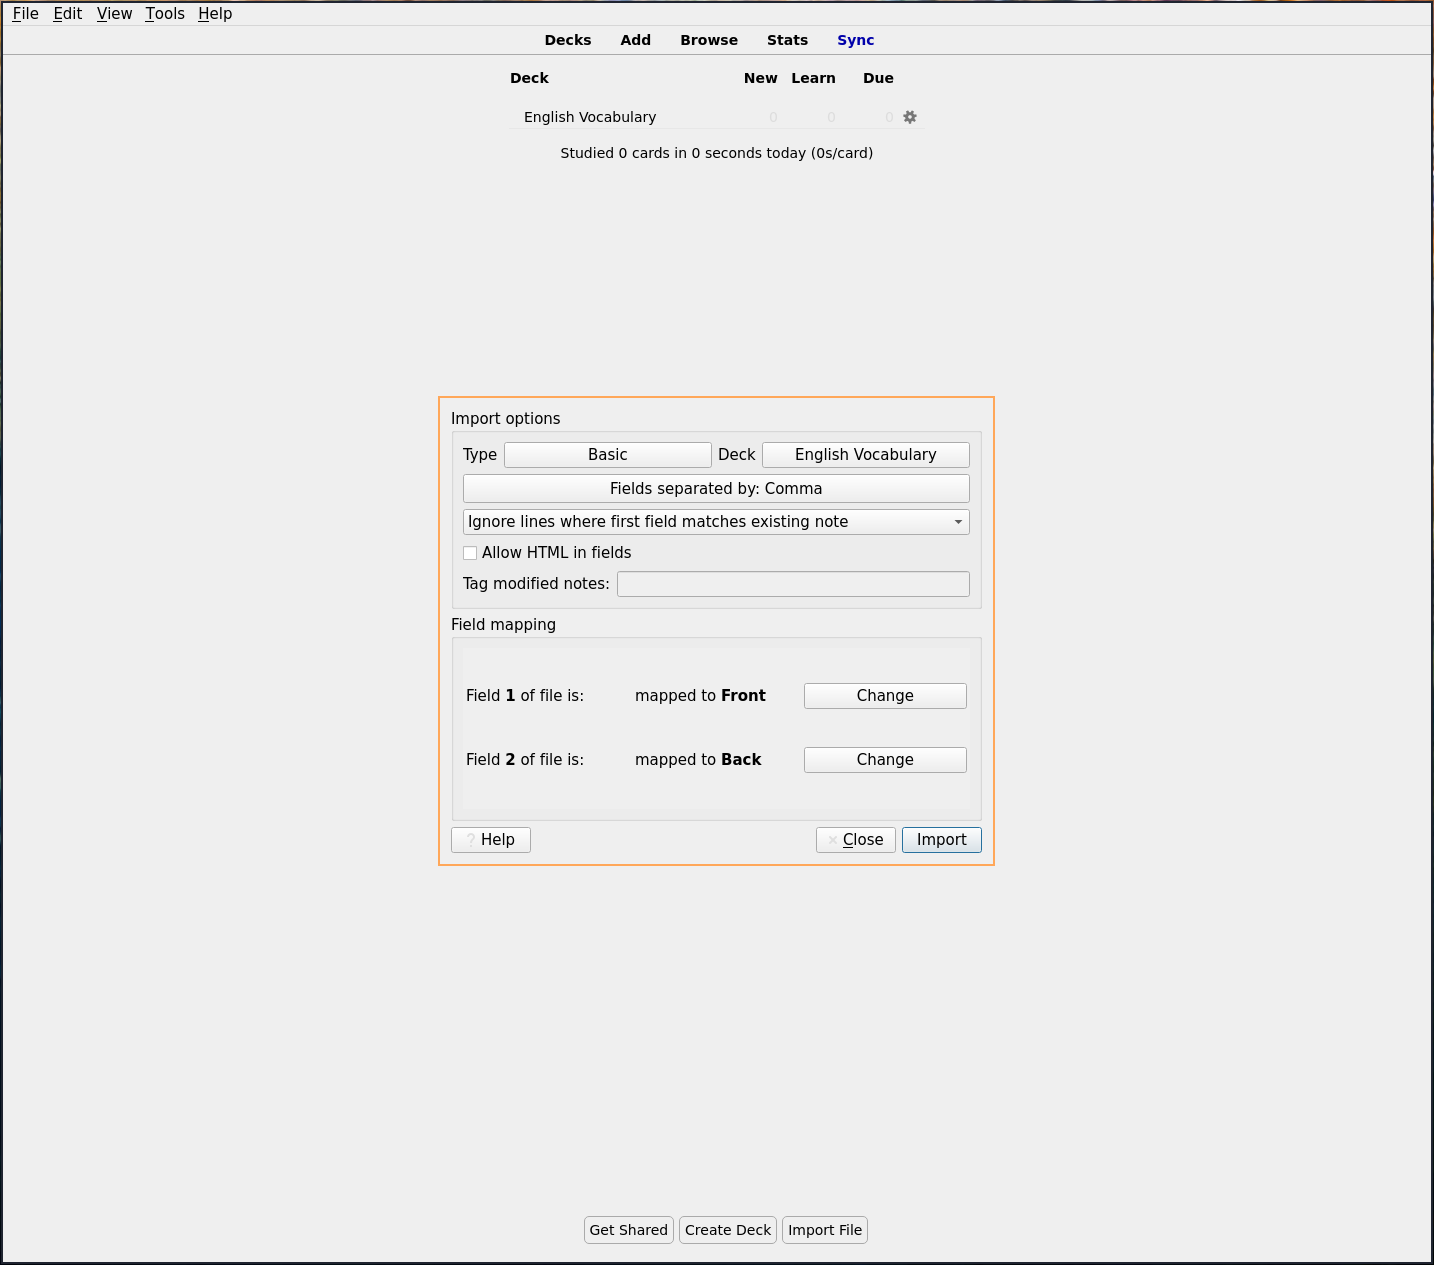 File Edit View Tools Help
Decks Add Browse Stats Sync
Deck New Learn Due
English Vocabulary 0 0 0
Studied 0 cards in 0 seconds today (0s/card)
Import options
Type Basic Deck English Vocabulary
Fields separated by: Comma
Ignore lines where first field matches existing note
Allow HTML in fields
Tag modified notes:
Field mapping
Field 1 of file is: mapped to Front Change
Field 2 of file is: mapped to Back Change
? Help Close Import
Get Shared Create Deck Import File